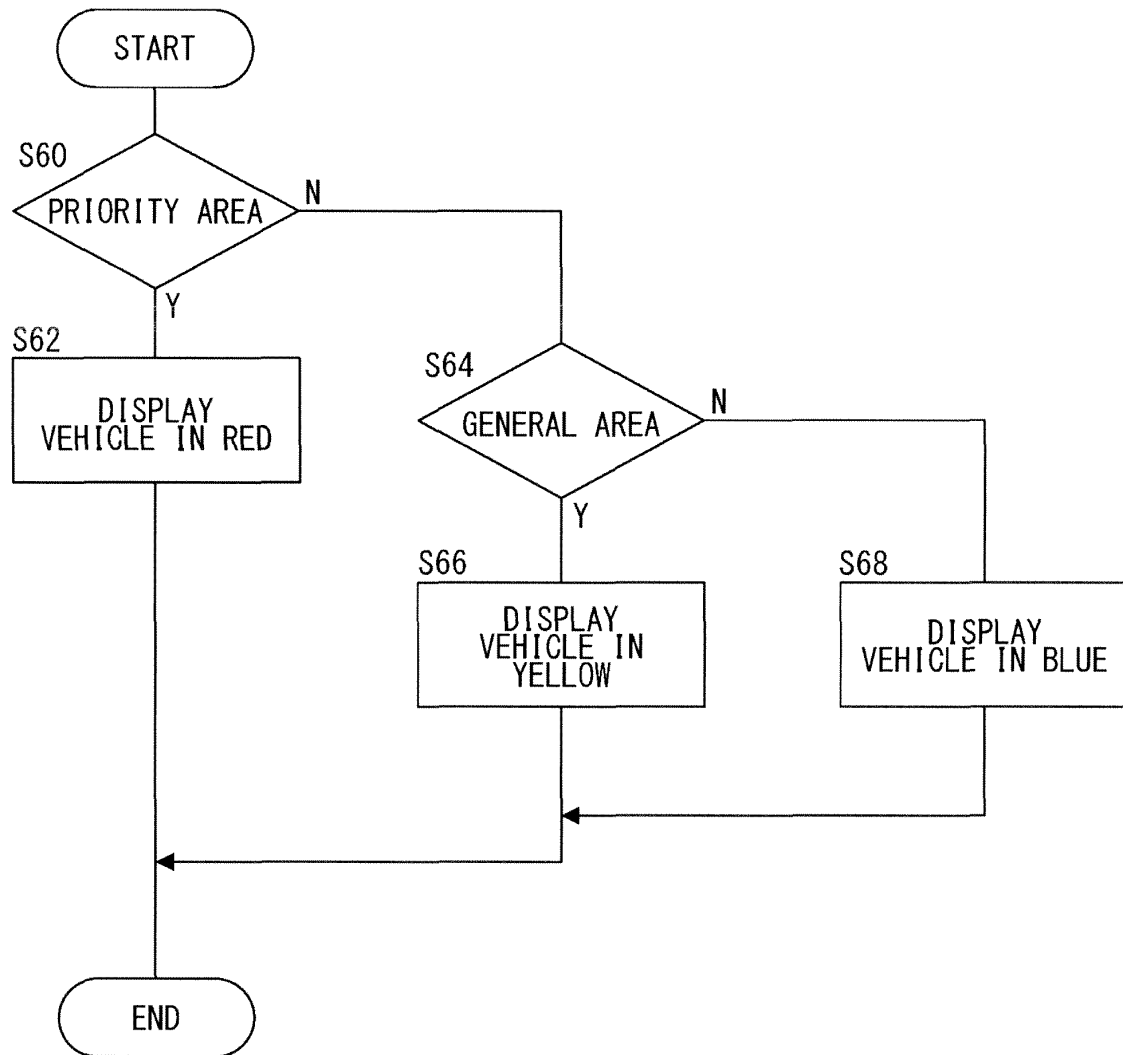 START
S60
PRIORITY AREA
N
Y
S62
DISPLAY
VEHICLE IN RED
S64
GENERAL AREA
N
Y
S66
DISPLAY
VEHICLE IN
YELLOW
S68
DISPLAY
VEHICLE IN BLUE
END